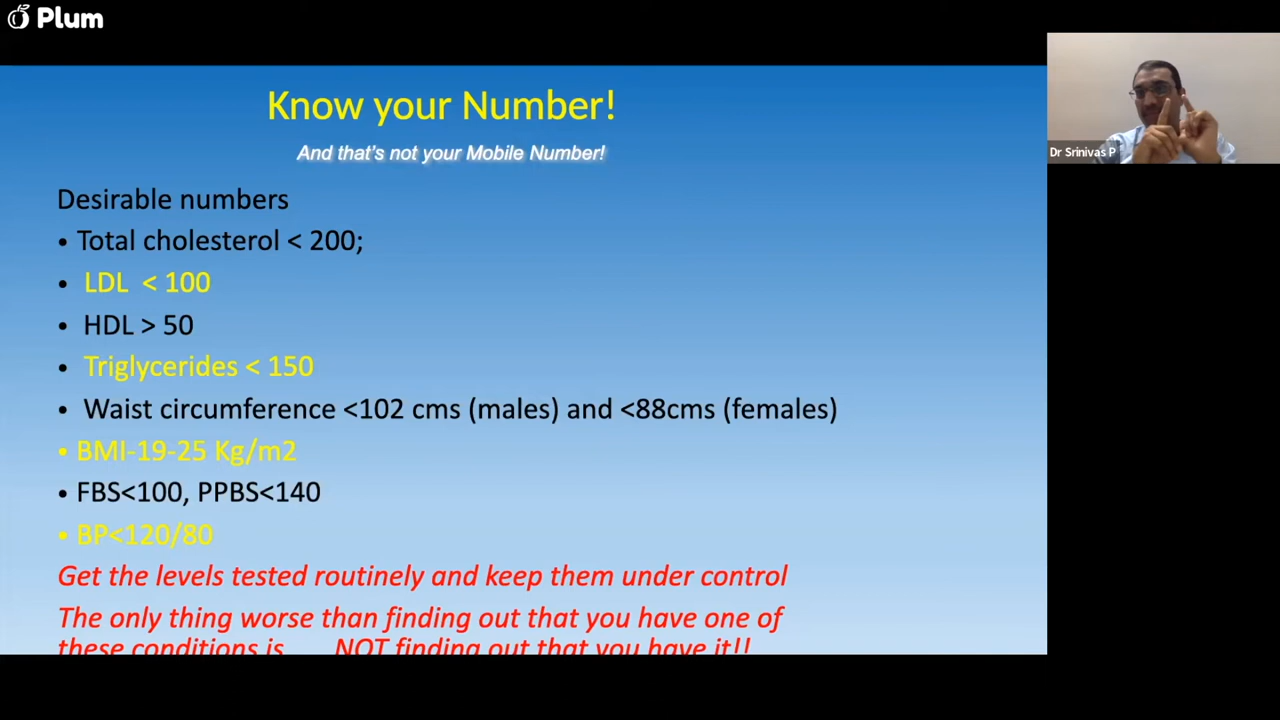 Plum
Know your Number!
And that's not your Mobile Number!
Dr Srinivas P
Desirable numbers
• Total cholesterol < 200;
• LDL < 100
• HDL > 50
• Triglycerides < 150
• Waist circumference <102 cms (males) and <88cms (females)
• BMI-19-25 Kg/m2
• FBS<100, PPBS<140
• BP<120/80
Get the levels tested routinely and keep them under control
The only thing worse than finding out that you have one of
these conditions is NOT finding out that you have it!!